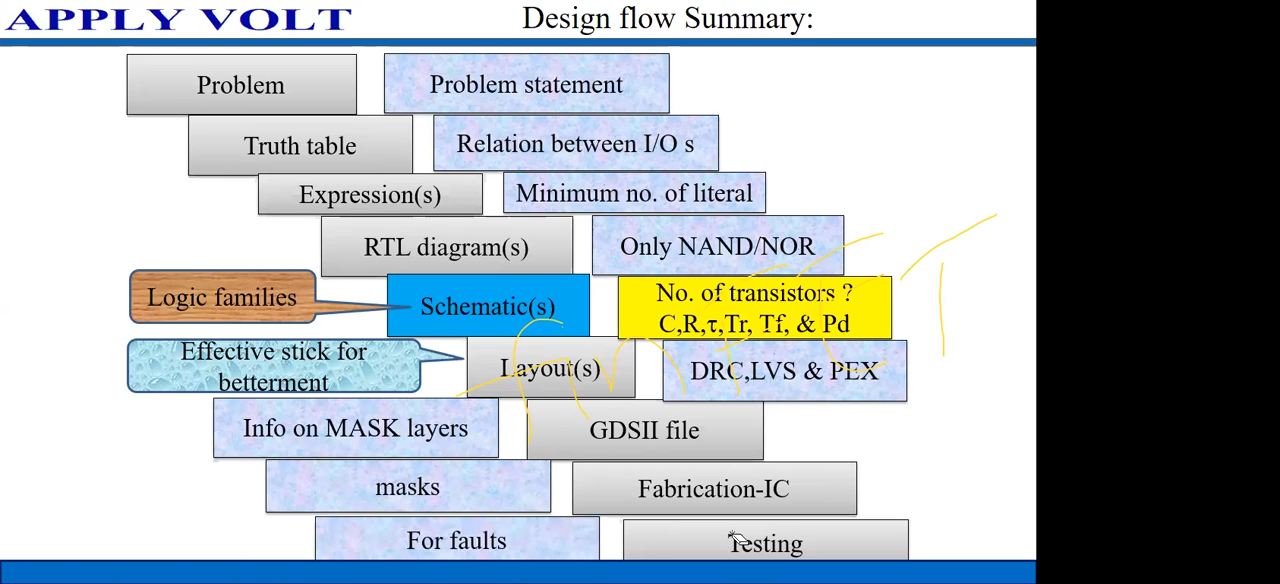 APPLY VOLT
Design flow Summary:
Problem
Problem statement
Truth table
Relation between I/O s
Expression(s)
Minimum no. of literal
RTL diagram(s)
Only NAND/NOR
Logic families
Schematic(s)
No. of transistors ?
C,R,τ,Tr, Tf, & Pd
Effective stick for
betterment
Layout(s)
DRC,LVS & PEX
Info on MASK layers
GDSII file
masks
Fabrication-IC
For faults
Testing